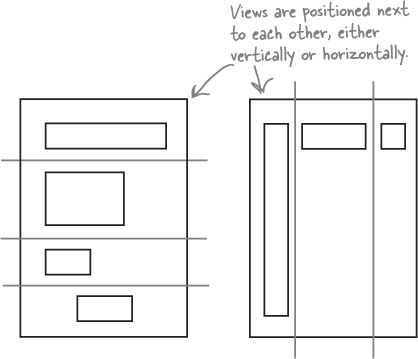 Views are positioned next
to each other, either
vertically or horizontally.